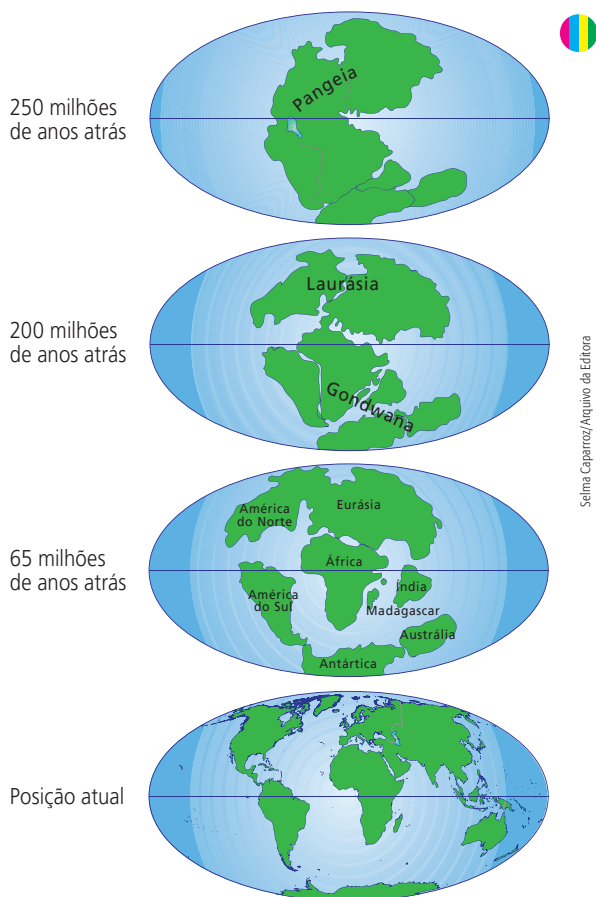 250 milhões
de anos atrás
Pangeia
200 milhões
de anos atrás
Laurásia
Gondwana
65 milhões
de anos atrás
América
do Norte
Eurásia
África
América
do Sul
Índia
Madagascar
Austrália
Antártica
Posição atual
Selma Caparroz/Arquivo da Editora